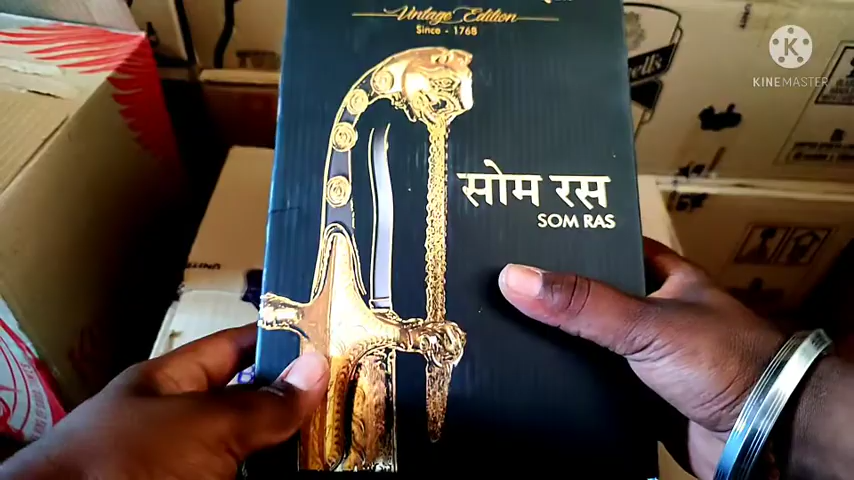 Vintage Edition
Since - 1768
सोम रस
SOM RAS
KINEMASTER